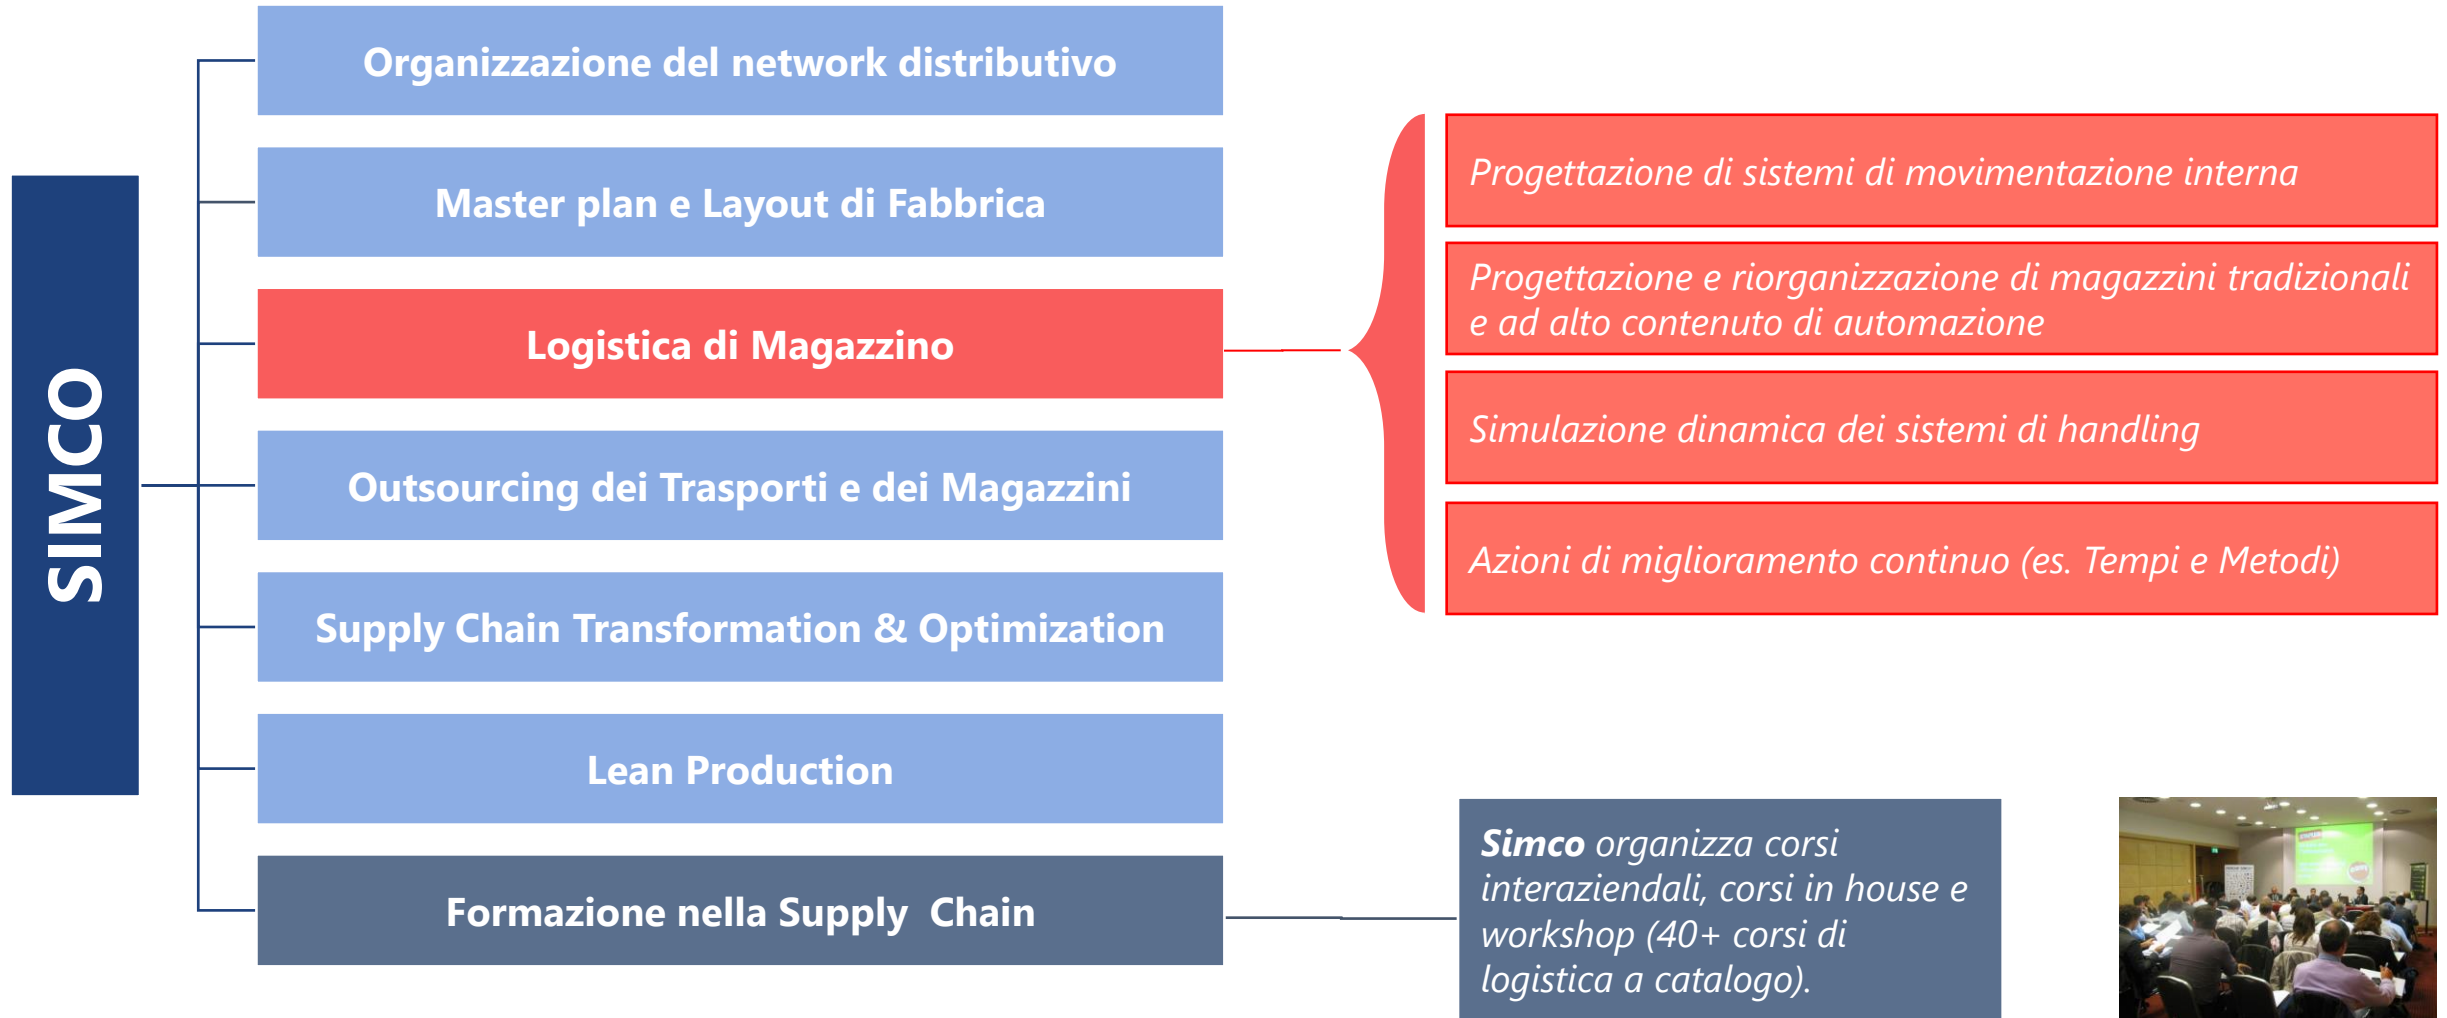 SIMCO
Organizzazione del network distributivo
Master plan e Layout di Fabbrica
Logistica di Magazzino
Outsourcing dei Trasporti e dei Magazzini
Supply Chain Transformation & Optimization
Lean Production
Formazione nella Supply  Chain
Progettazione di sistemi di movimentazione interna
Progettazione e riorganizzazione di magazzini tradizionali
e ad alto contenuto di automazione
Simulazione dinamica dei sistemi di handling
Azioni di miglioramento continuo (es. Tempi e Metodi)
Simco organizza corsi
interaziendali, corsi in house e
workshop (40+ corsi di
logistica a catalogo).